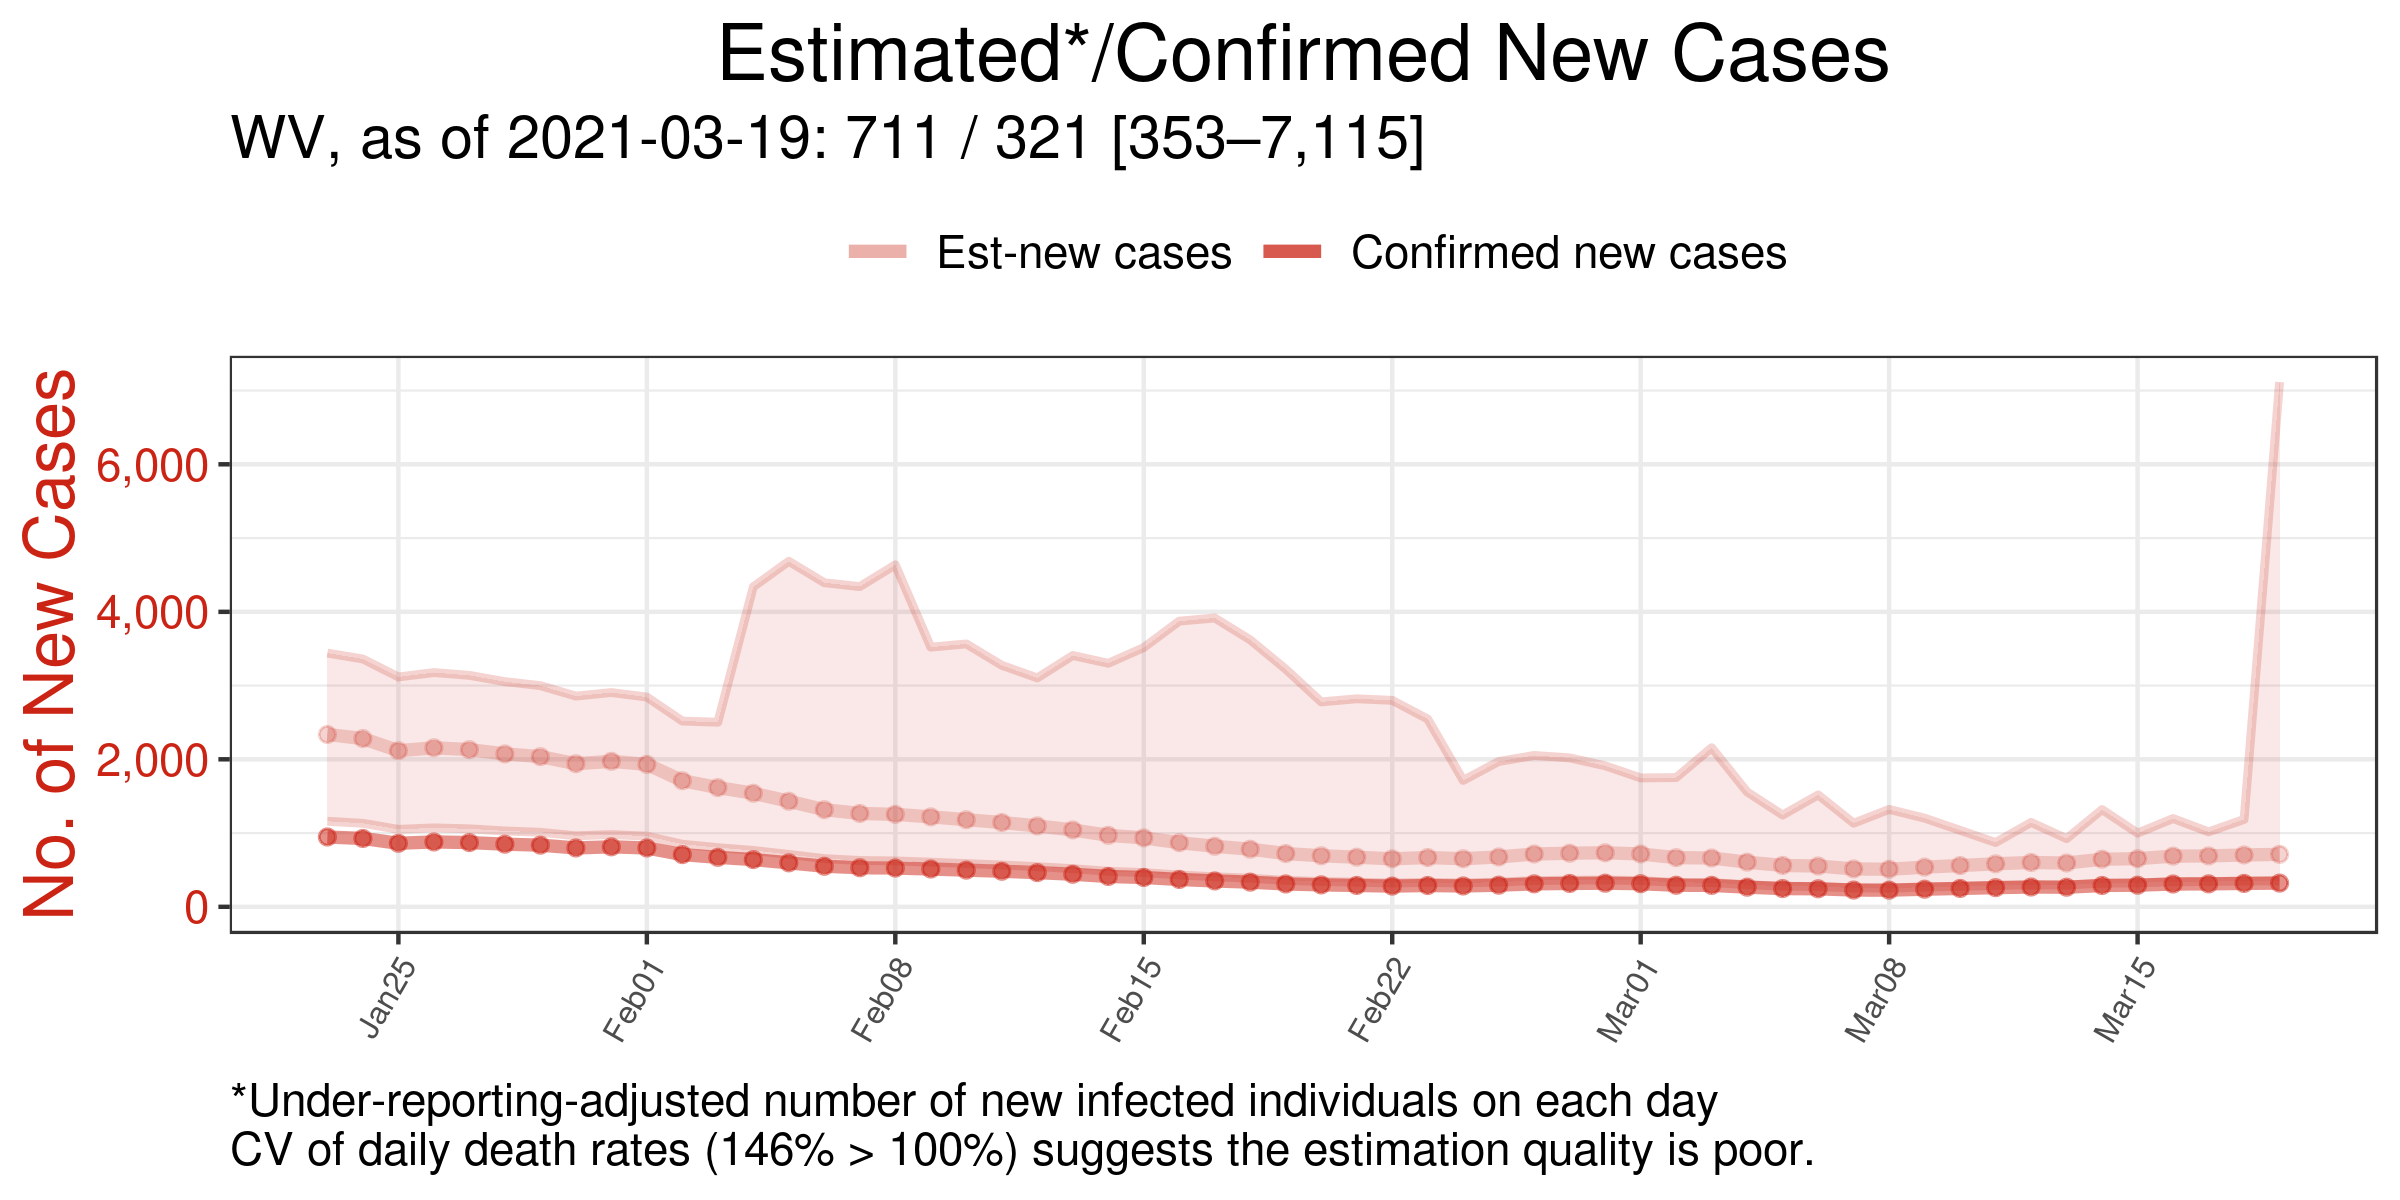 Estimated*/Confirmed New Cases
WV, as of 2021-03-19: 711 / 321 [353–7,115]
Est-new cases
Confirmed new cases
No. of New Cases
6,000
4,000
2,000
0
Jan25
Feb01
Feb08
Feb15
Feb22
Mar01
Mar08
Mar15
*Under-reporting-adjusted number of new infected individuals on each day
CV of daily death rates (146% > 100%) suggests the estimation quality is poor.